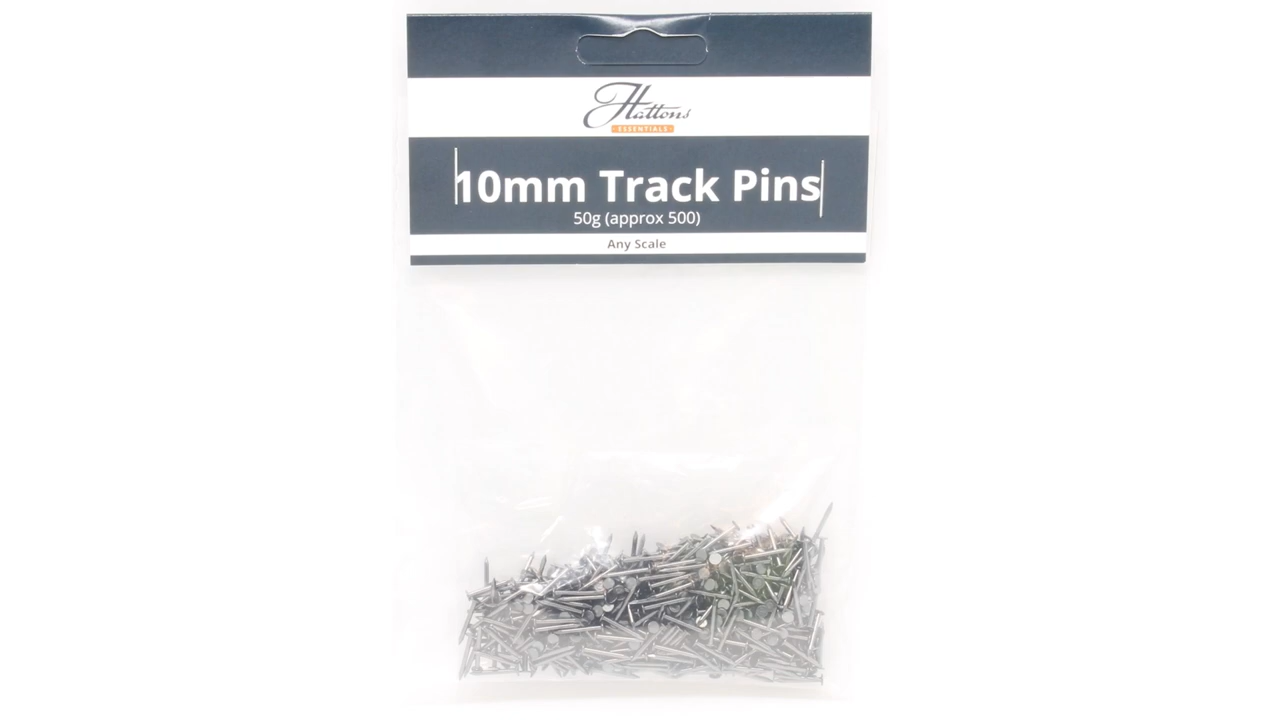 Hattons
ESSENTIALS
10mm Track Pins
50g (approx 500)
Any Scale